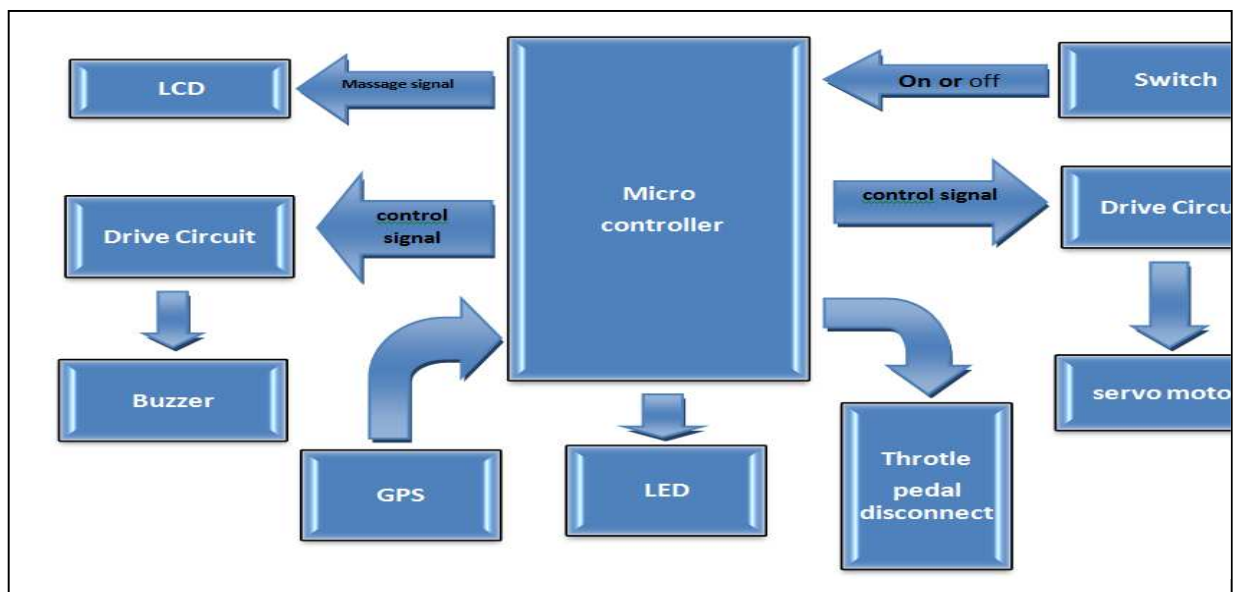 LCD
Massage signal
Micro
controller
On or off
Switch
Drive Circuit
control
signal
control signal
Drive Circu
Buzzer
GPS
LED
Throtle
pedal
disconnect
servo moto